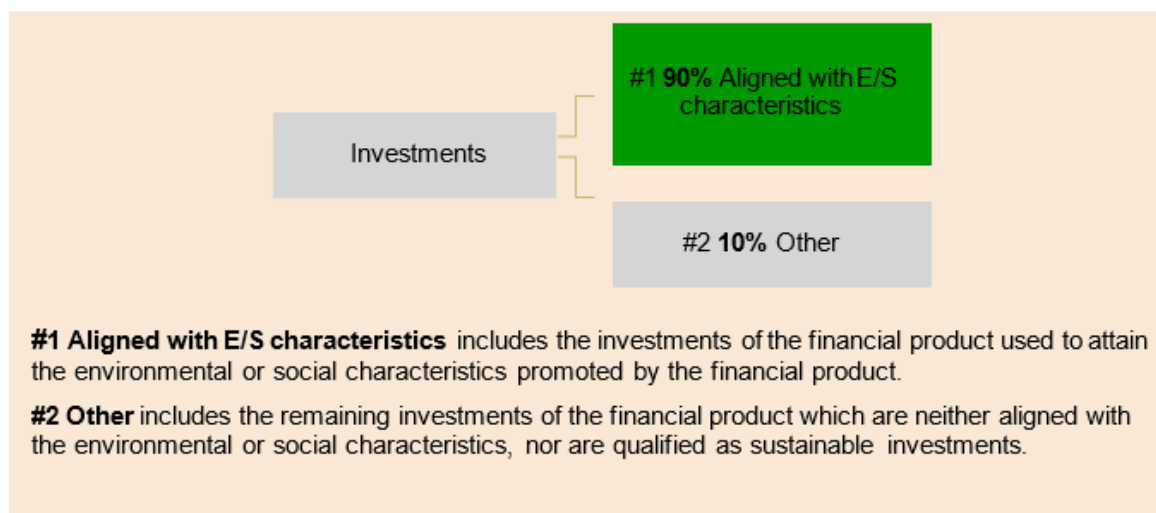 #1 90% Aligned with E/S
characteristics
Investments
#2 10% Other
#1 Aligned with E/S characteristics includes the investments of the financial product used to attain
the environmental or social characteristics promoted by the financial product.
#2 Other includes the remaining investments of the financial product which are neither aligned with
the environmental or social characteristics, nor are qualified as sustainable investments.